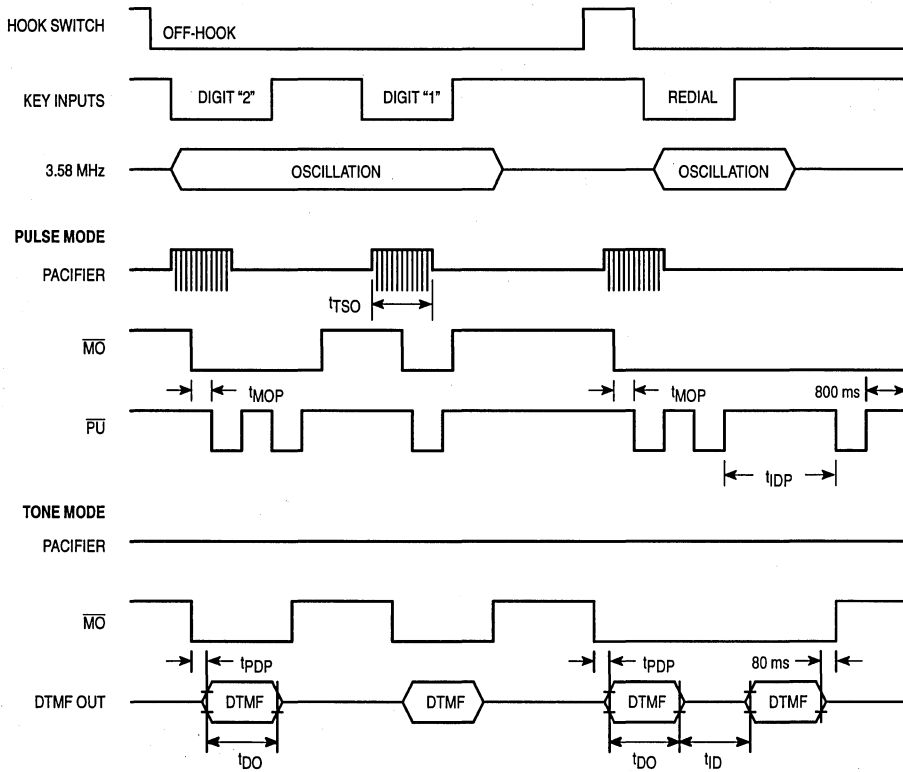 HOOK SWITCH
OFF-HOOK
KEY INPUTS
DIGIT “2”
DIGIT “1”
REDIAL
3.58 MHz
OSCILLATION
OSCILLATION
PULSE MODE
PACIFIER
tTSO
MO
tMOP
tMOP
800 ms
PU
tIDP
TONE MODE
PACIFIER
MO
tPDP
tPDP
80 ms
DTMF OUT
DTMF
DTMF
DTMF
DTMF
tDO
tDO
tID